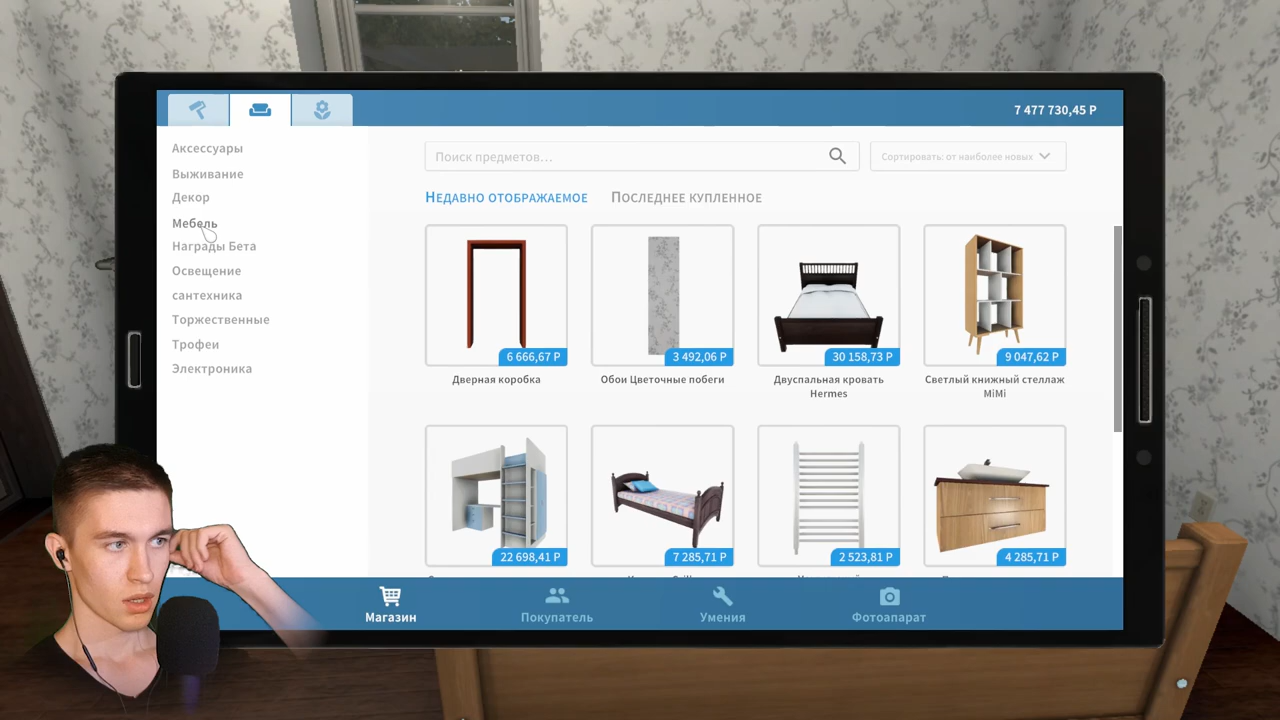 7 477 730,45 Р
Аксессуары
Выживание
Декор
Мебель
Награды Бета
Освещение
сантехника
Торжественные
Трофеи
Электроника
Поиск предметов...
Сортировать: от наиболее новых
Недавно отображаемое
Последнее купленное
6 666,67 Р
3 492,06 Р
30 158,73 Р
9 047,62 Р
Дверная коробка
Обои Цветочные побеги
Двуспальная кровать
Hermes
Светлый книжный стеллаж
MiMi
22 698,41 Р
7 285,71 Р
2 523,81 Р
4 285,71 Р
Магазин
Покупатель
Умения
Фотоаппарат